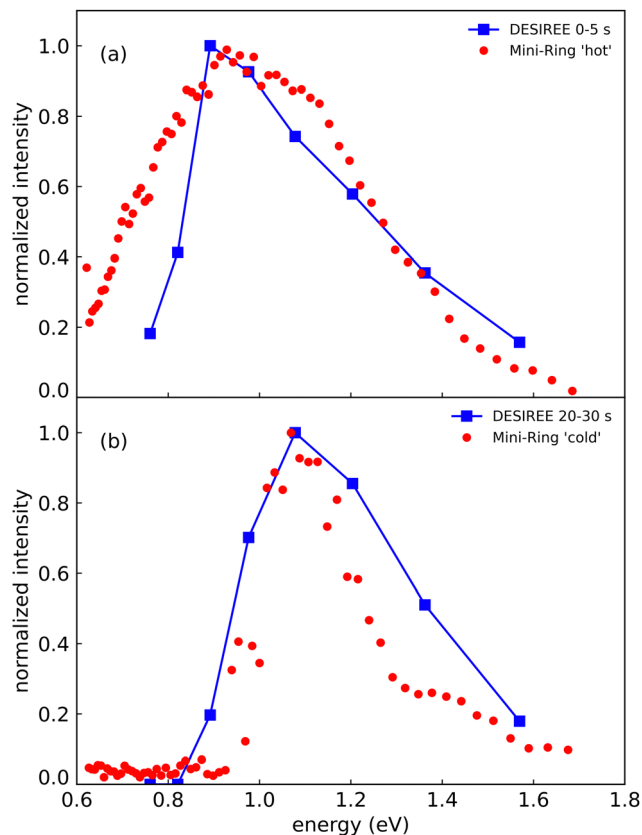 (a)
DESIREE 0-5 s
Mini-Ring 'hot'
normalized intensity
1.0
0.8
0.6
0.4
0.2
0.0
(b)
DESIREE 20-30 s
Mini-Ring 'cold'
normalized intensity
1.0
0.8
0.6
0.4
0.2
0.0
0.6 0.8 1.0 1.2 1.4 1.6 1.8
energy (eV)